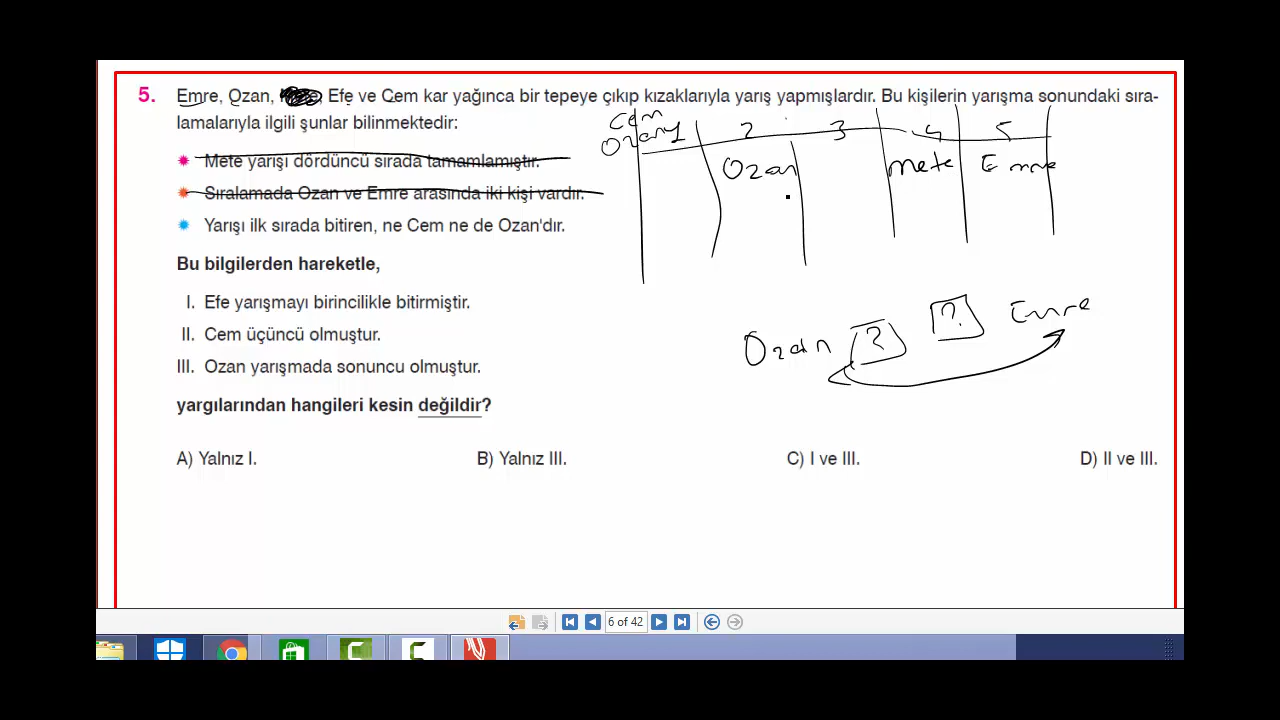 5. Emre, Ozan, , Efe ve Cem kar yağınca bir tepeye çıkıp kızaklarıyla yarış yapmışlardır. Bu kişilerin yarışma sonundaki sıra-
lamalarıyla ilgili şunlar bilinmektedir:
Mete yarışı dördüncü sırada tamamlamıştır.
Sıralamada Ozan ve Emre arasında iki kişi vardır.
Yarışı ilk sırada bitiren, ne Cem ne de Ozan'dır.
Bu bilgilerden hareketle,
I. Efe yarışmayı birincilikle bitirmiştir.
II. Cem üçüncü olmuştur.
III. Ozan yarışmada sonuncu olmuştur.
yargılarından hangileri kesin değildir?
A) Yalnız I. B) Yalnız III. C) I ve III. D) II ve III.
Cem
Ozan 1 2 3 4 5
Ozan Mete Emre
Ozan ? ? Emre
6 of 42